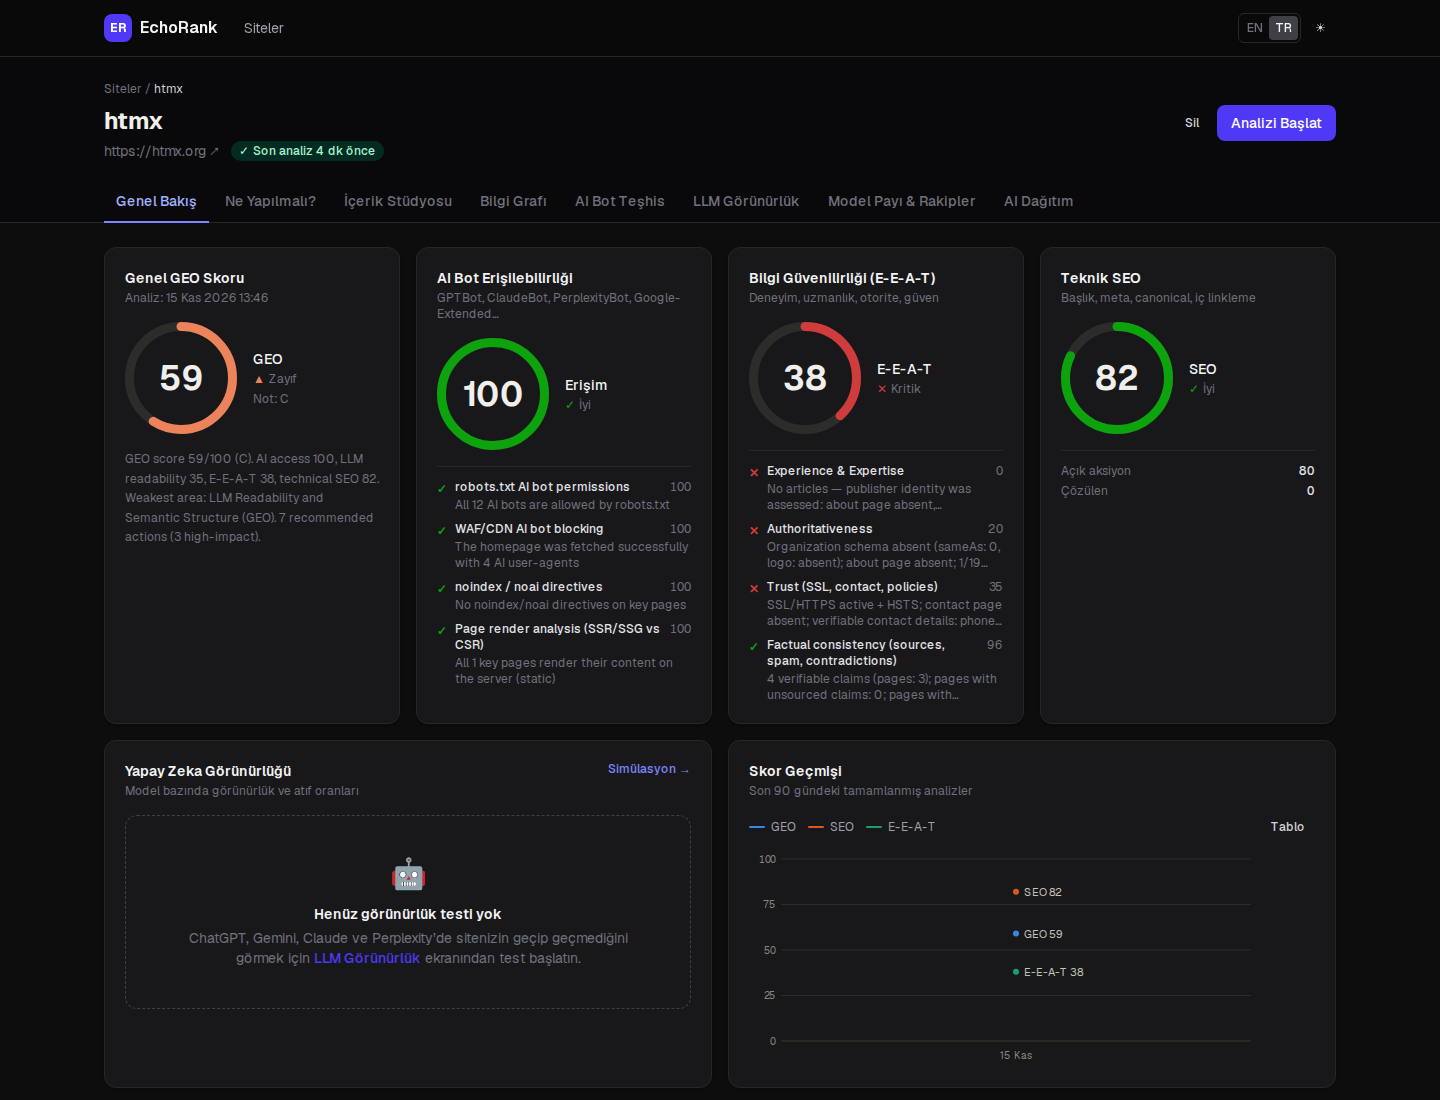 ER EchoRank Siteler EN TR
Siteler / htmx
htmx
https://htmx.org ↗ ✓ Son analiz 4 dk önce
Sil Analizi Başlat
Genel Bakış Ne Yapılmalı? İçerik Stüdyosu Bilgi Grafı AI Bot Teşhis LLM Görünürlük Model Payı & Rakipler AI Dağıtım
Genel GEO Skoru
Analiz: 15 Kas 2026 13:46
59
GEO
▲ Zayıf
Not: C
GEO score 59/100 (C). AI access 100, LLM
readability 35, E-E-A-T 38, technical SEO 82.
Weakest area: LLM Readability and
Semantic Structure (GEO). 7 recommended
actions (3 high-impact).
AI Bot Erişilebilirliği
GPTBot, ClaudeBot, PerplexityBot, Google-
Extended…
100
Erişim
✓ İyi
✓ robots.txt AI bot permissions 100
All 12 AI bots are allowed by robots.txt
✓ WAF/CDN AI bot blocking 100
The homepage was fetched successfully
with 4 AI user-agents
✓ noindex / noai directives 100
No noindex/noai directives on key pages
✓ Page render analysis (SSR/SSG vs 100
CSR)
All 1 key pages render their content on
the server (static)
Bilgi Güvenilirliği (E-E-A-T)
Deneyim, uzmanlık, otorite, güven
38
E-E-A-T
✕ Kritik
✕ Experience & Expertise 0
No articles — publisher identity was
assessed: about page absent,…
✕ Authoritativeness 20
Organization schema absent (sameAs: 0,
logo: absent); about page absent; 1/19…
✕ Trust (SSL, contact, policies) 35
SSL/HTTPS active + HSTS; contact page
absent; verifiable contact details: phone…
✓ Factual consistency (sources, 96
spam, contradictions)
4 verifiable claims (pages: 3); pages with
unsourced claims: 0; pages with…
Teknik SEO
Başlık, meta, canonical, iç linkleme
82
SEO
✓ İyi
Açık aksiyon 80
Çözülen 0
Yapay Zeka Görünürlüğü Simülasyon →
Model bazında görünürlük ve atıf oranları
Henüz görünürlük testi yok
ChatGPT, Gemini, Claude ve Perplexity'de sitenizin geçip geçmediğini
görmek için LLM Görünürlük ekranından test başlatın.
Skor Geçmişi
Son 90 gündeki tamamlanmış analizler
GEO SEO E-E-A-T Tablo
100
SEO 82
75
GEO 59
50
E-E-A-T 38
25
0
15 Kas